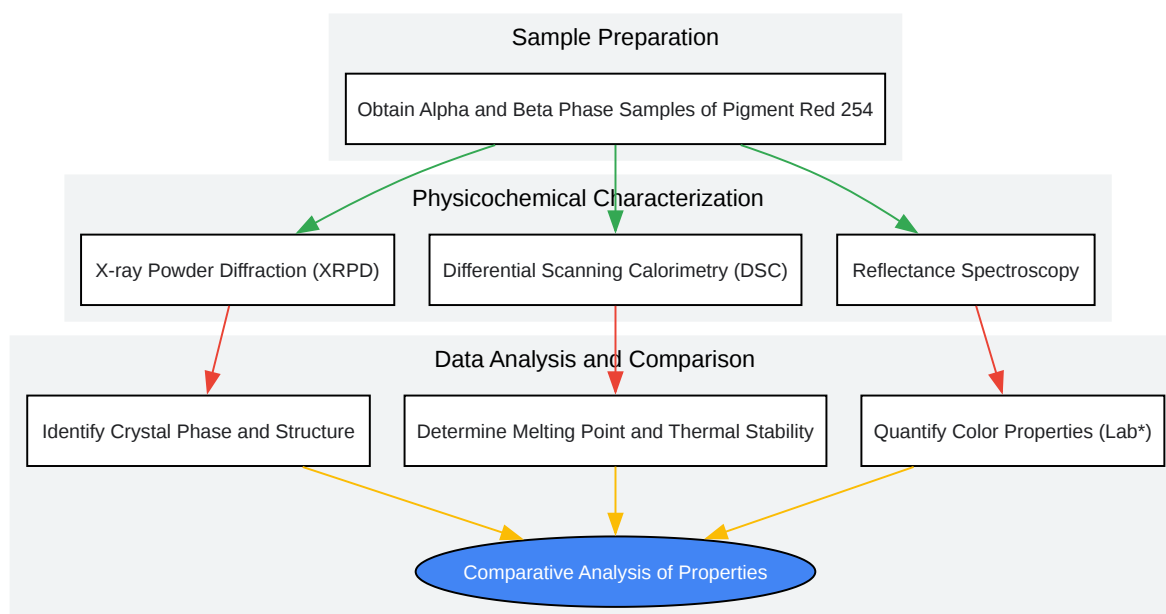 Sample Preparation
Obtain Alpha and Beta Phase Samples of Pigment Red 254
Physicochemical Characterization
X-ray Powder Diffraction (XRPD)
Differential Scanning Calorimetry (DSC)
Reflectance Spectroscopy
Data Analysis and Comparison
Identify Crystal Phase and Structure
Determine Melting Point and Thermal Stability
Quantify Color Properties (Lab*)
Comparative Analysis of Properties